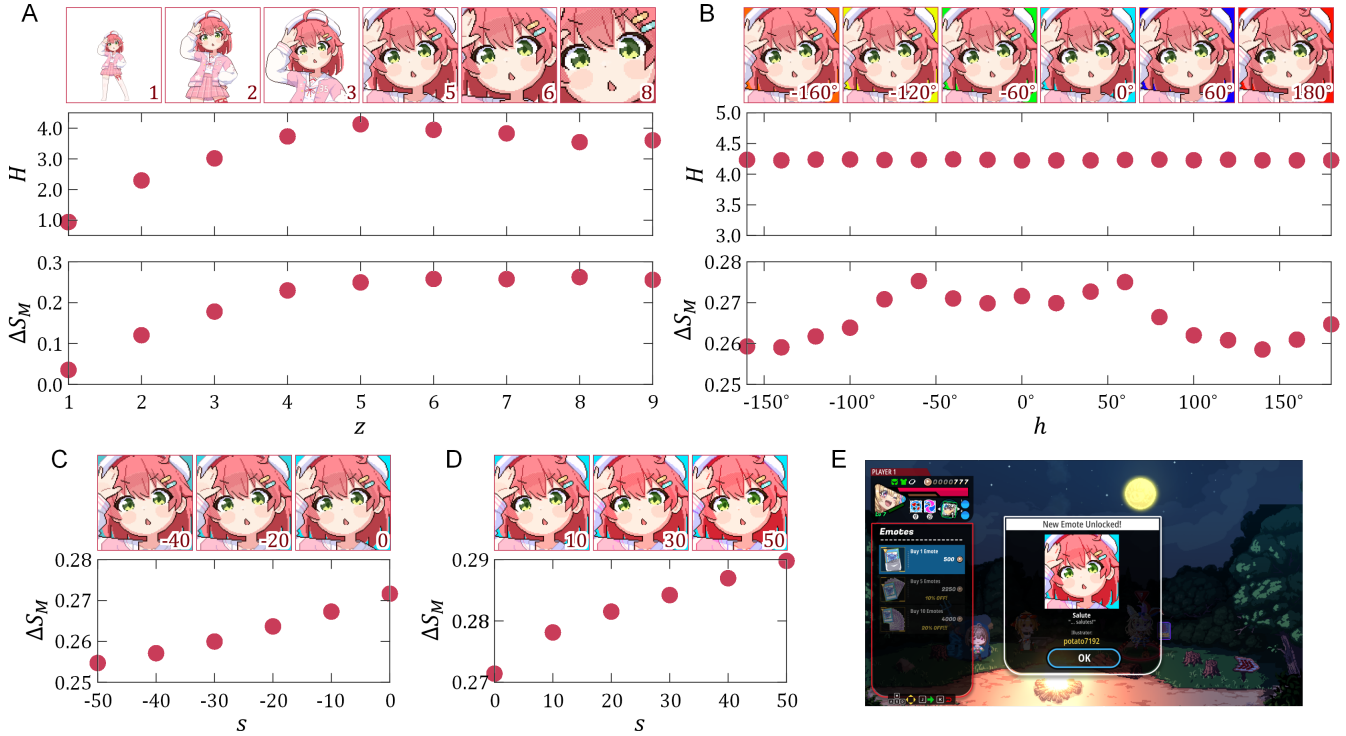 A
1
2
3
5
6
8
4.0
3.0
2.0
1.0
H
0.3
0.2
0.1
0.0
ΔS_M
1 2 3 4 5 6 7 8 9
z
B
-160°
-120°
-60°
0°
60°
180°
5.0
4.5
4.0
3.5
3.0
H
0.28
0.27
0.26
0.25
ΔS_M
-150° -100° -50° 0° 50° 100° 150°
h
C
-40
-20
0
0.28
0.27
0.26
0.25
ΔS_M
-50 -40 -30 -20 -10 0
s
D
10
30
50
0.29
0.28
0.27
ΔS_M
0 10 20 30 40 50
s
E
PLAYER 1
0000777
Emotes
Buy 1 Emote
500
Buy 5 Emotes
2250
10% OFF!
Buy 10 Emotes
4000
20% OFF!!
New Emote Unlocked!
Salute
"... salutes!"
Illustrator:
potato7192
OK